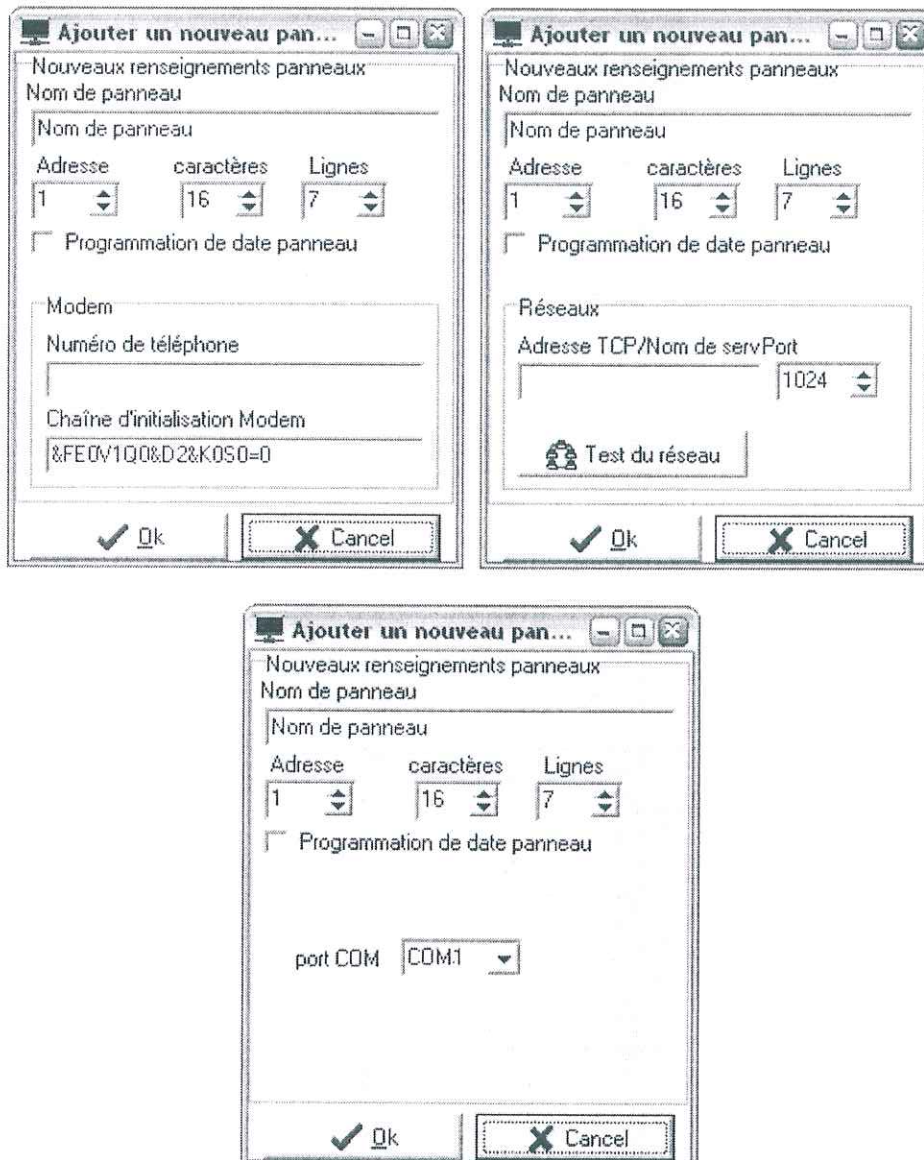 Ajouter un nouveau pan...
Nouveaux renseignements panneaux
Nom de panneau
Nom de panneau
Adresse caractères Lignes
1 16 7
Programmation de date panneau
Modem
Numéro de téléphone
Chaîne d'initialisation Modem
&FE0V1Q0&D2&K0S0=0
Ok Cancel
Ajouter un nouveau pan...
Nouveaux renseignements panneaux
Nom de panneau
Nom de panneau
Adresse caractères Lignes
1 16 7
Programmation de date panneau
Réseaux
Adresse TCP/Nom de servPort
1024
Test du réseau
Ok Cancel
Ajouter un nouveau pan...
Nouveaux renseignements panneaux
Nom de panneau
Nom de panneau
Adresse caractères Lignes
1 16 7
Programmation de date panneau
port COM COM1
Ok Cancel